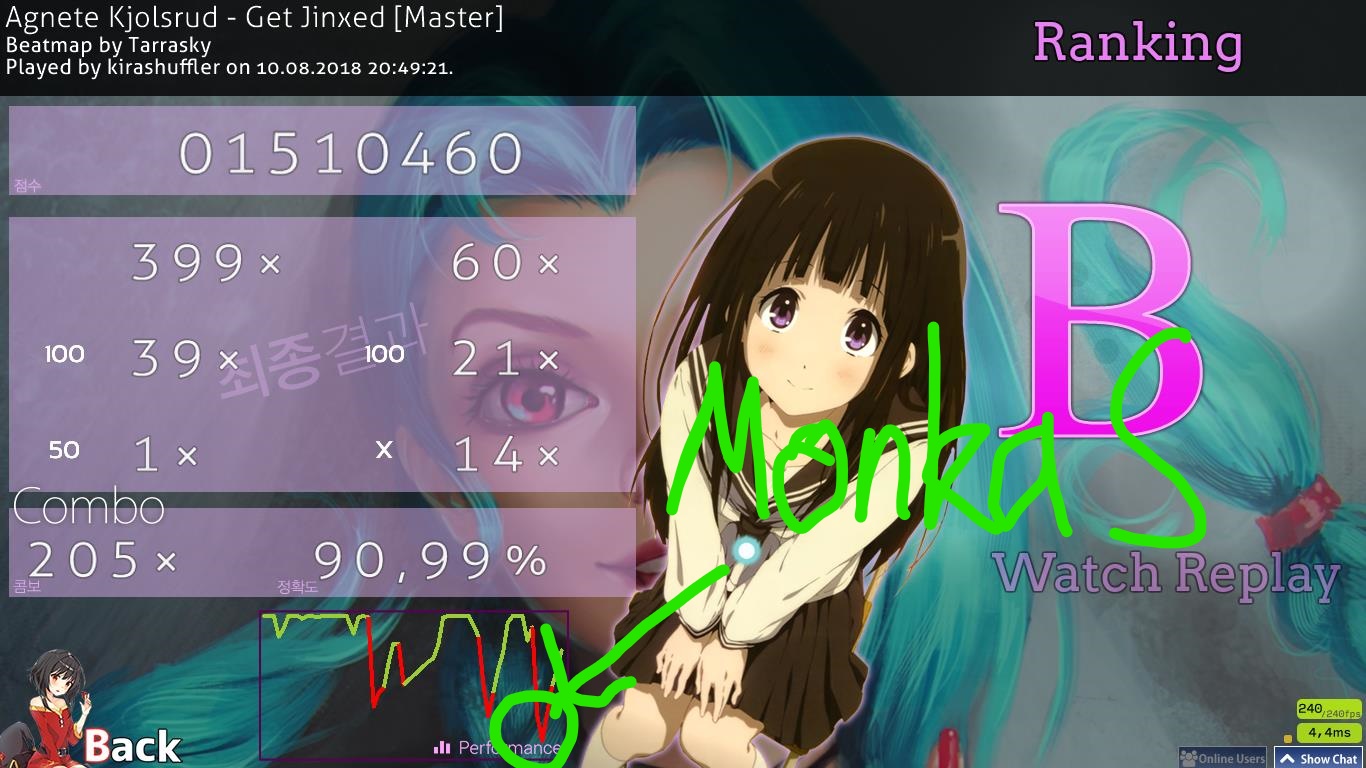 Agnete Kjolsrud - Get Jinxed [Master]
Beatmap by Tarrasky
Played by kirashuffler on 10.08.2018 20:49:21.
Ranking
01510460
점수
399× 60×
최종결과
100 39× 100 21×
50 1× X 14×
Combo
205× 90,99%
콤보 정확도
MonkaS
Watch Replay
Performance
Back
240/240fps
4,4ms
Online Users
Show Chat
B